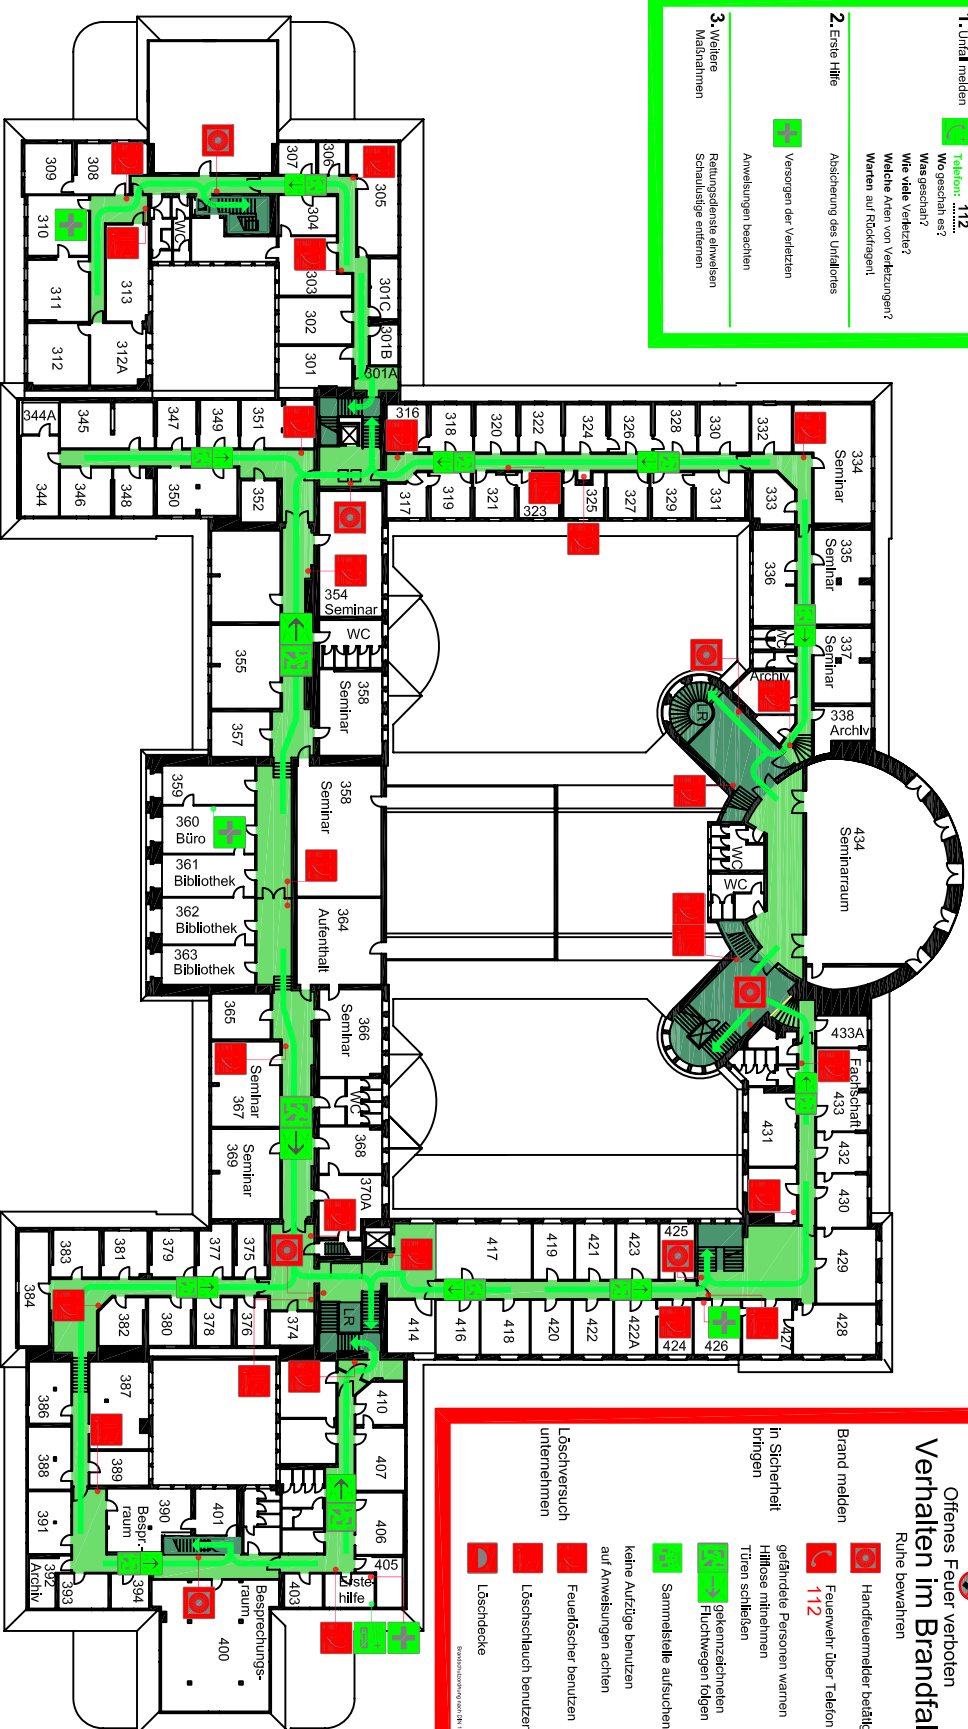 1. Unfall melden
Telefon: ......... 112
Wo geschah es?
Was geschah?
Wie viele Verletzte?
Welche Arten von Verletzungen?
Warten auf Rückfragen!
2. Erste Hilfe
Absicherung des Unfallortes
Versorgen der Verletzten
Anweisungen beachten
3. Weitere
Maßnahmen
Rettungsdienste einweisen
Schaulustige entfernen
309
308
307
306
305
310
WC
304
311
313
303
301C
302
312
312A
301
301B
301A
344A
345
347
349
351
316
318
320
322
324
326
328
330
332
334
Seminar
344
346
348
350
352
317
319
321
323
325
327
329
331
333
335
Seminar
336
354
Seminar
WC
337
Seminar
WC
355
358
Seminar
Archiv
338
Archiv
357
LR
359
358
Seminar
360
Büro
WC
434
Seminarraum
361
Bibliothek
WC
362
Bibliothek
364
Aufenthalt
363
Bibliothek
365
366
Seminar
433A
Seminar
367
Fachschaft
433
WC
431
432
369
Seminar
368
370A
430
383
381
379
377
375
417
419
421
423
425
429
384
382
380
378
376
374
LR
414
416
418
420
422
422A
424
426
427
428
386
387
410
388
389
407
391
390
Bespr.-
raum
401
406
392
Archiv
393
394
403
Erste-
hilfe
405
Besprechungs-
raum
400
Offenes Feuer verboten
Verhalten im Brandfal
Ruhe bewahren
Brand melden
Handfeuermelder betätig
Feuerwehr über Telefon
112
in Sicherheit
bringen
gefährdete Personen warnen
Hilflose mitnehmen
Türen schließen
gekennzeichneten
Fluchtwegen folgen
Sammelstelle aufsuchen
keine Aufzüge benutzen
auf Anweisungen achten
Löschversuch
unternehmen
Feuerlöscher benutzen
Löschschlauch benutzen
Löschdecke